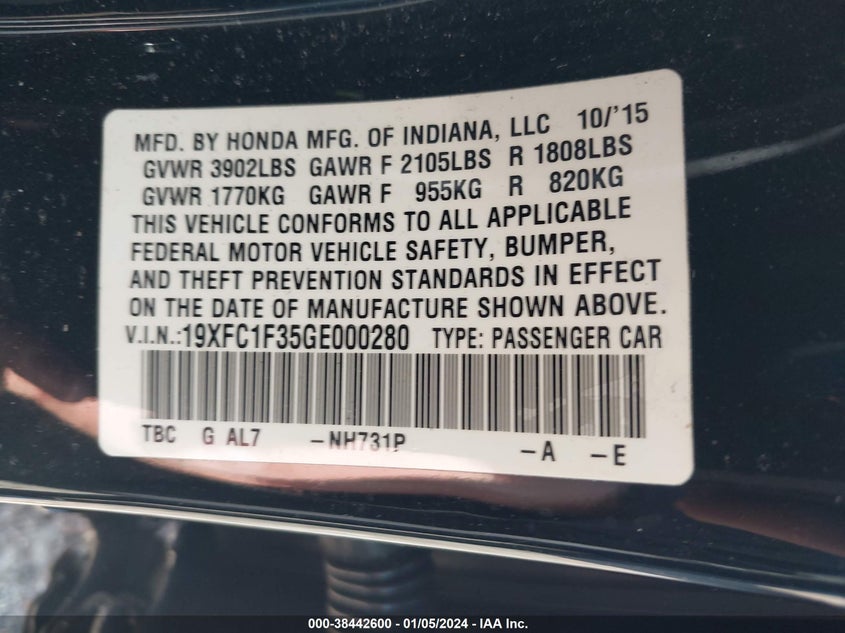 MFD. BY HONDA MFG. OF INDIANA, LLC 10/'15
GVWR 3902LBS GAWR F 2105LBS R 1808LBS
GVWR 1770KG GAWR F 955KG R 820KG
THIS VEHICLE CONFORMS TO ALL APPLICABLE
FEDERAL MOTOR VEHICLE SAFETY, BUMPER,
AND THEFT PREVENTION STANDARDS IN EFFECT
ON THE DATE OF MANUFACTURE SHOWN ABOVE.
V.I.N.:19XFC1F35GE000280 TYPE: PASSENGER CAR
TBC G AL7 -NH731P -A -E
000-38442600 - 01/05/2024 - IAA Inc.